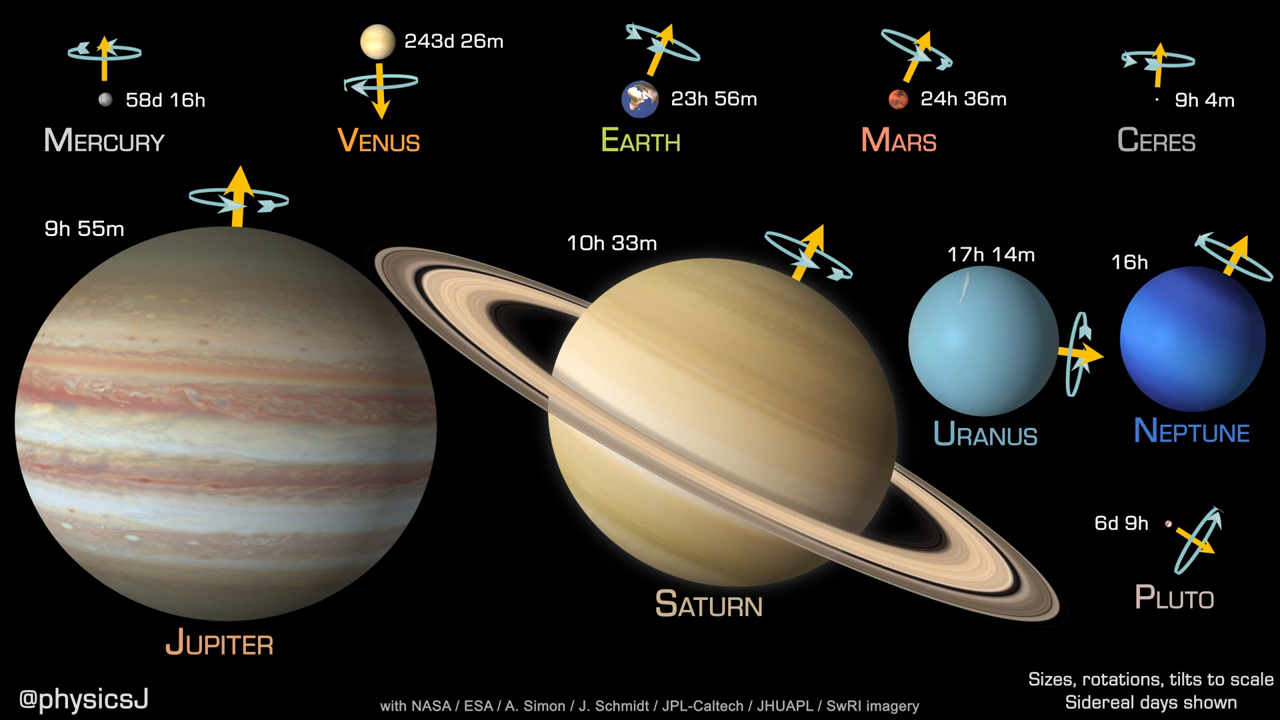 58d 16h
MERCURY
243d 26m
VENUS
23h 56m
EARTH
24h 36m
MARS
9h 4m
CERES
9h 55m
JUPITER
10h 33m
SATURN
17h 14m
URANUS
16h
NEPTUNE
6d 9h
PLUTO
@physicsJ
with NASA / ESA / A. Simon / J. Schmidt / JPL-Caltech / JHUAPL / SwRI imagery
Sizes, rotations, tilts to scale
Sidereal days shown